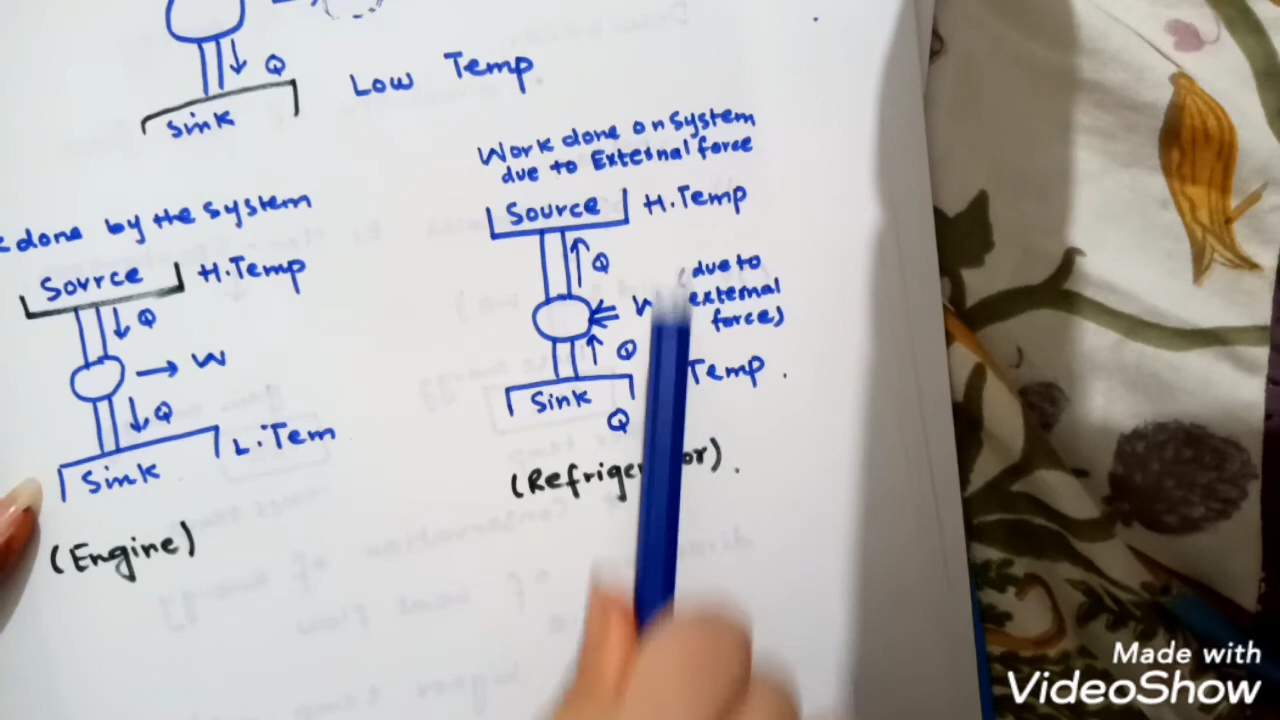 Q
Sink
Low Temp
done by the System
Source H.Temp
Q
W
Q
L.Tem
Sink
(Engine)
Work done on System
due to External force
Source H.Temp
Q
W (due to
external
force)
Q
Temp.
Sink
Q
Made with
VideoShow